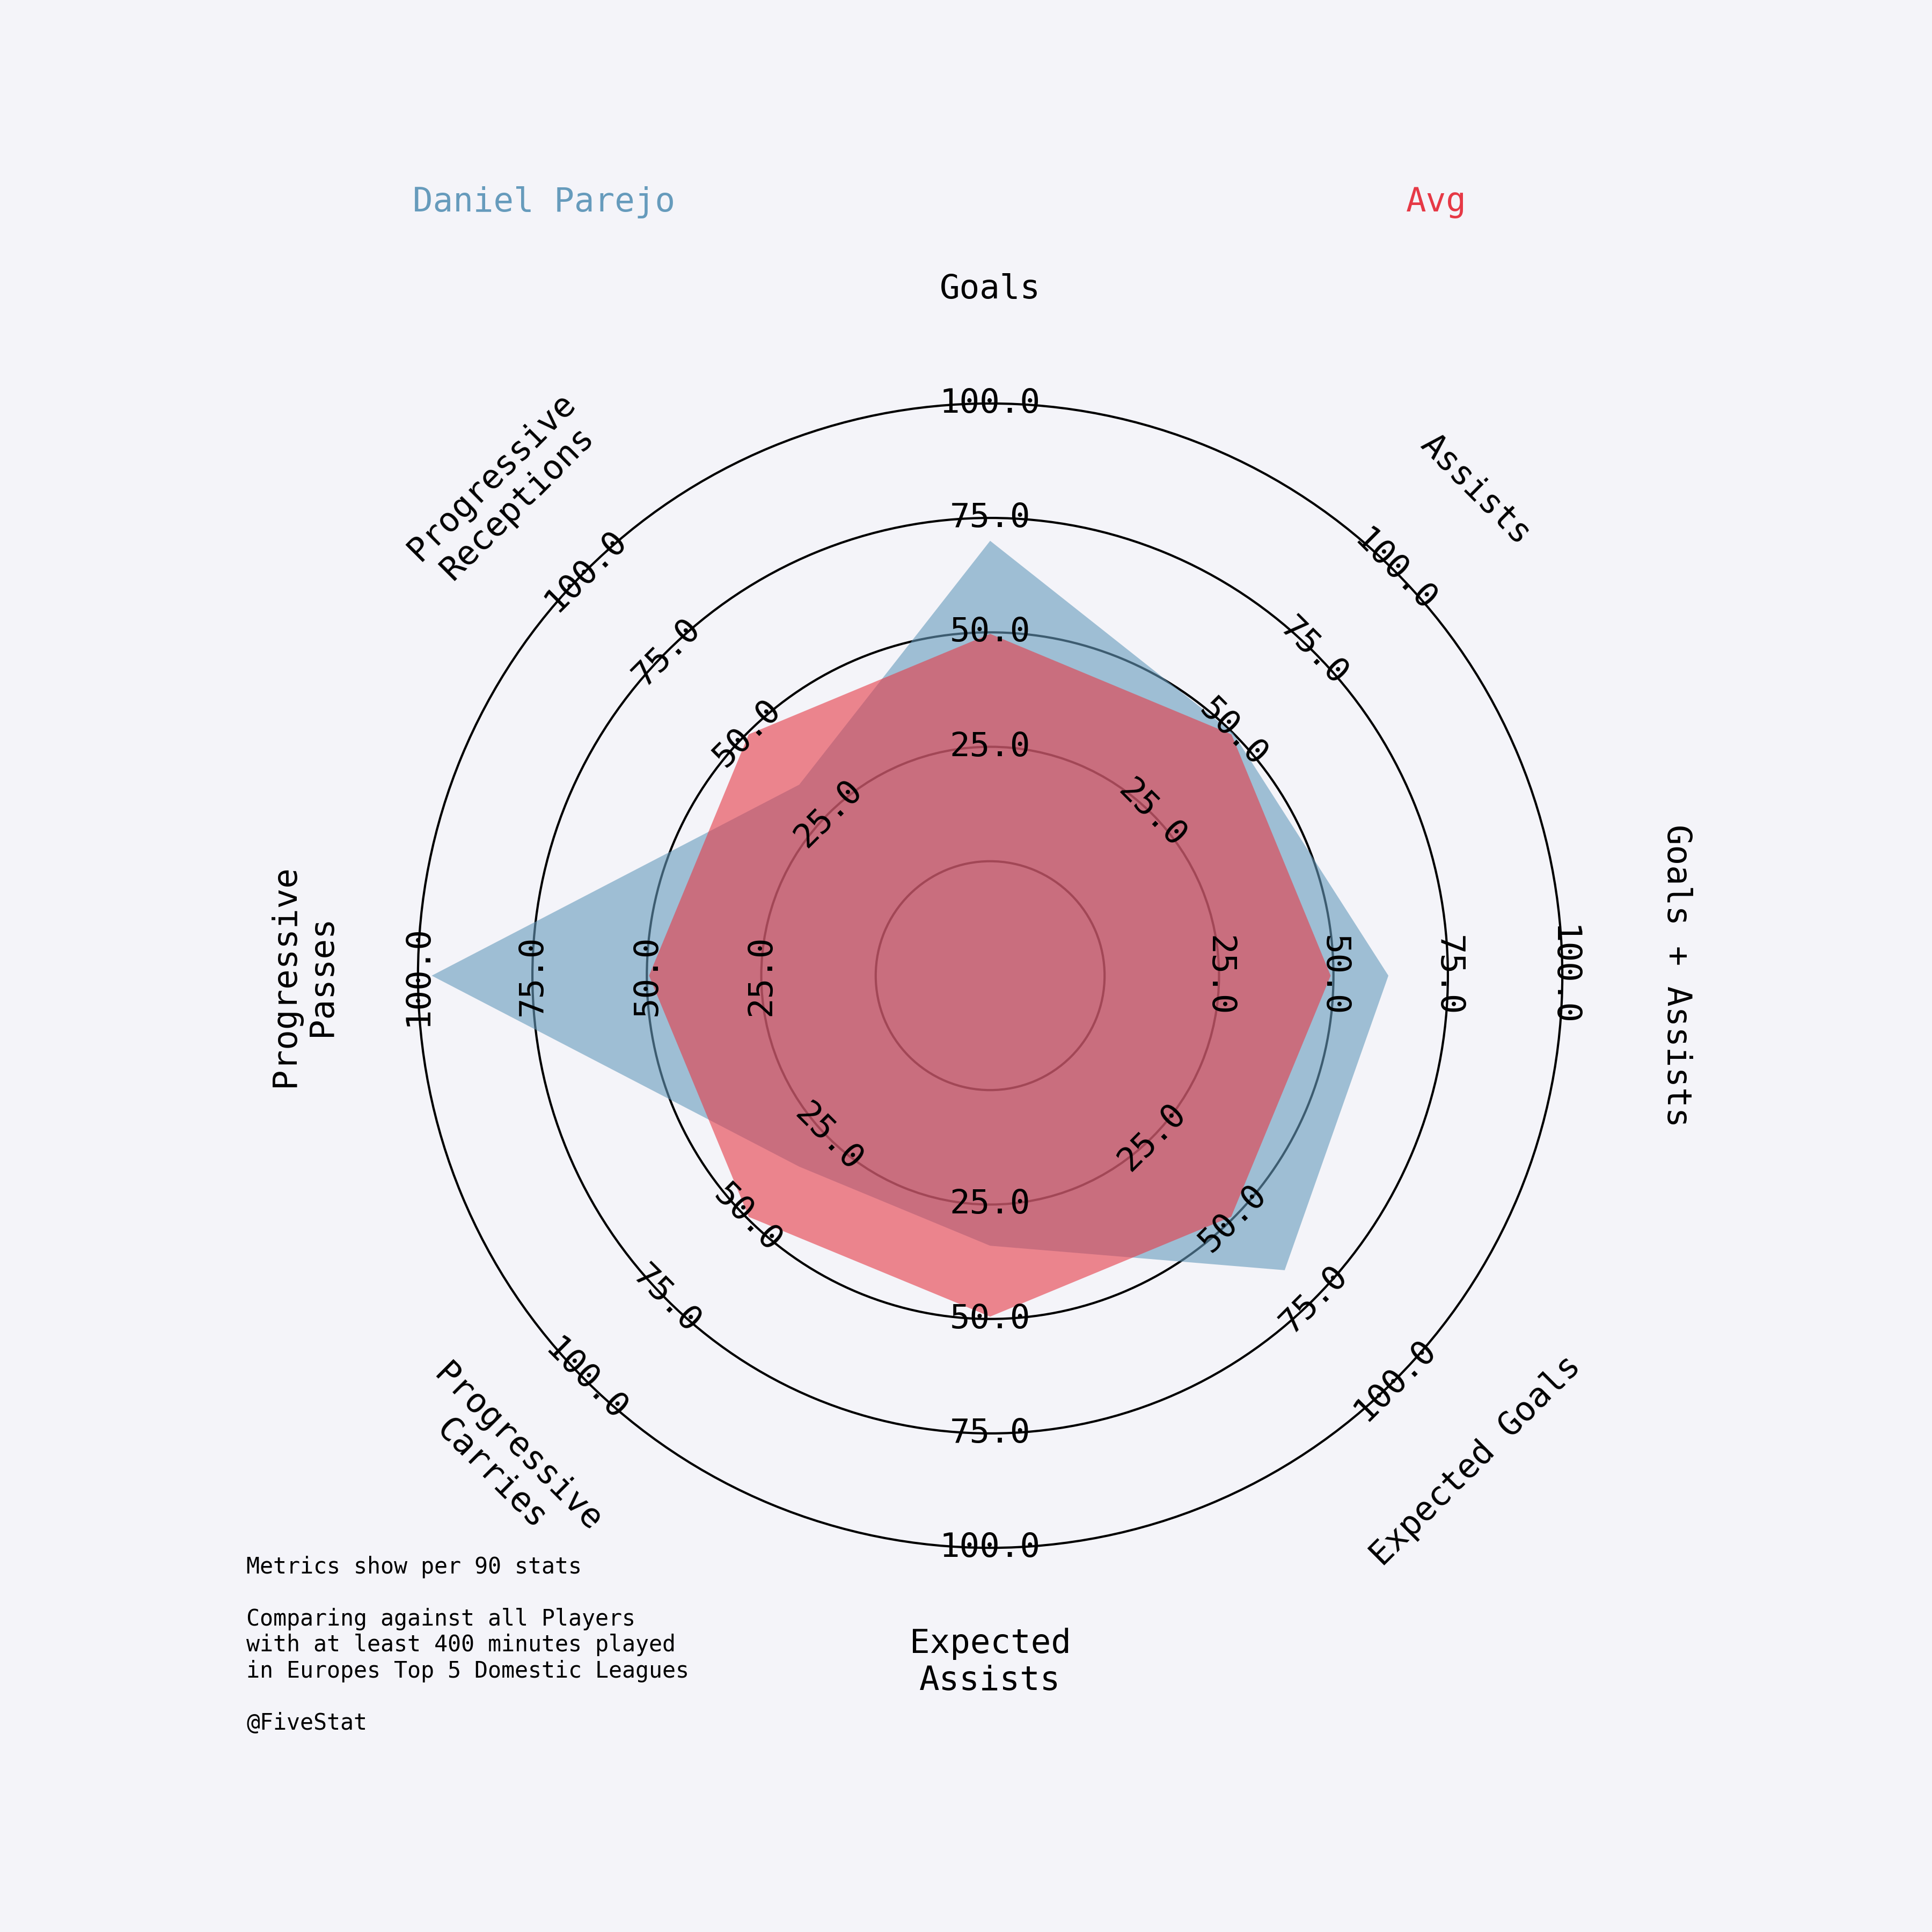 Daniel Parejo
Avg
Goals
100.0
75.0
50.0
25.0
Assists
100.0
75.0
50.0
25.0
Goals + Assists
100.0
75.0
50.0
25.0
Expected Goals
100.0
75.0
50.0
25.0
Expected
Assists
100.0
75.0
50.0
25.0
Progressive
Carries
100.0
75.0
50.0
25.0
Progressive
Passes
100.0
75.0
50.0
25.0
Progressive
Receptions
100.0
75.0
50.0
25.0
Metrics show per 90 stats
Comparing against all Players
with at least 400 minutes played
in Europes Top 5 Domestic Leagues
@FiveStat